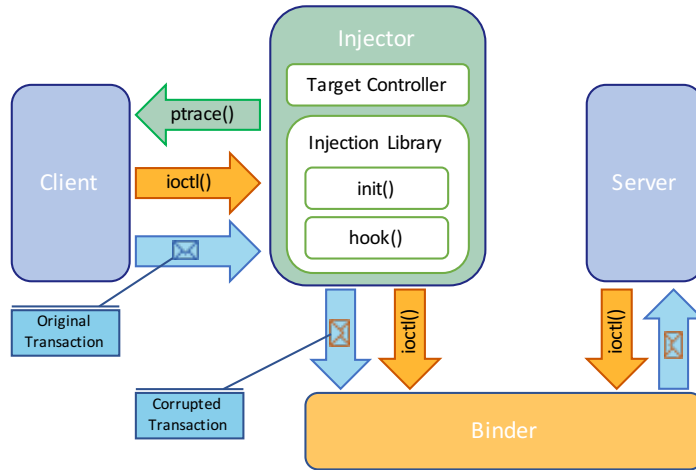 Injector
Target Controller
ptrace()
Injection Library
Client
ioctl()
init()
Server
hook()
Original
Transaction
ioctl()
ioctl()
Corrupted
Transaction
Binder